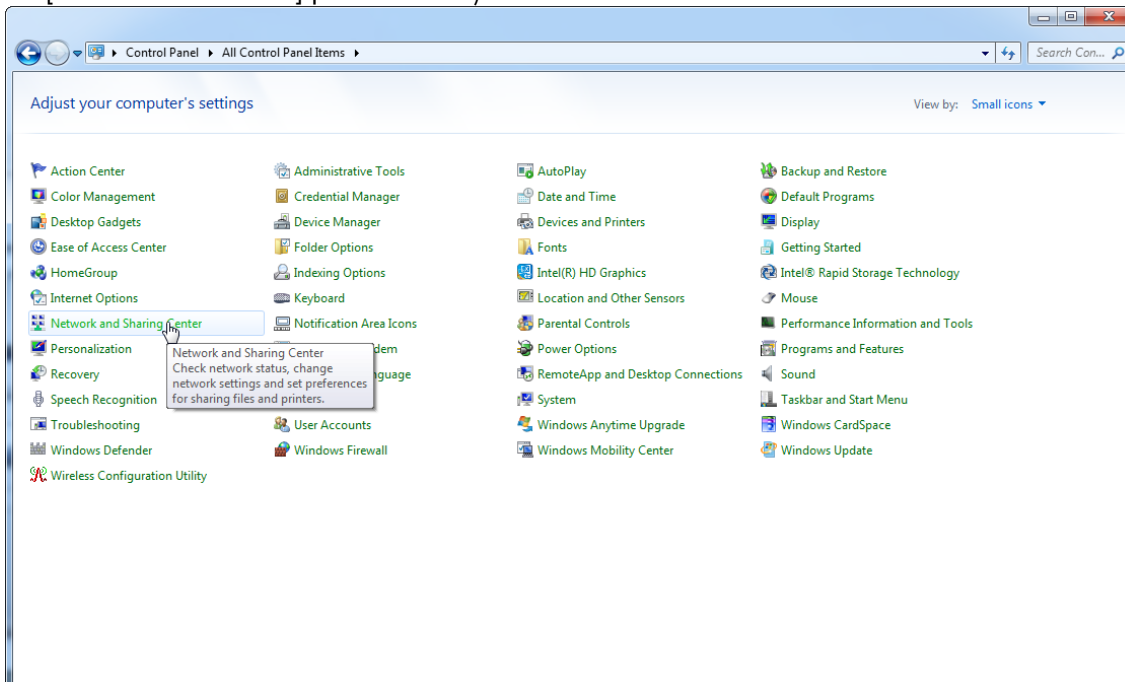 Control Panel ▸ All Control Panel Items ▸
Search Con...
Adjust your computer's settings
View by: Small icons
Action Center
Administrative Tools
AutoPlay
Backup and Restore
Color Management
Credential Manager
Date and Time
Default Programs
Desktop Gadgets
Device Manager
Devices and Printers
Display
Ease of Access Center
Folder Options
Fonts
Getting Started
HomeGroup
Indexing Options
Intel(R) HD Graphics
Intel® Rapid Storage Technology
Internet Options
Keyboard
Location and Other Sensors
Mouse
Network and Sharing Center
Notification Area Icons
Parental Controls
Performance Information and Tools
Personalization
dem
Power Options
Programs and Features
Network and Sharing Center
Check network status, change
network settings and set preferences
for sharing files and printers.
Recovery
guage
RemoteApp and Desktop Connections
Sound
Speech Recognition
System
Taskbar and Start Menu
Troubleshooting
User Accounts
Windows Anytime Upgrade
Windows CardSpace
Windows Defender
Windows Firewall
Windows Mobility Center
Windows Update
Wireless Configuration Utility